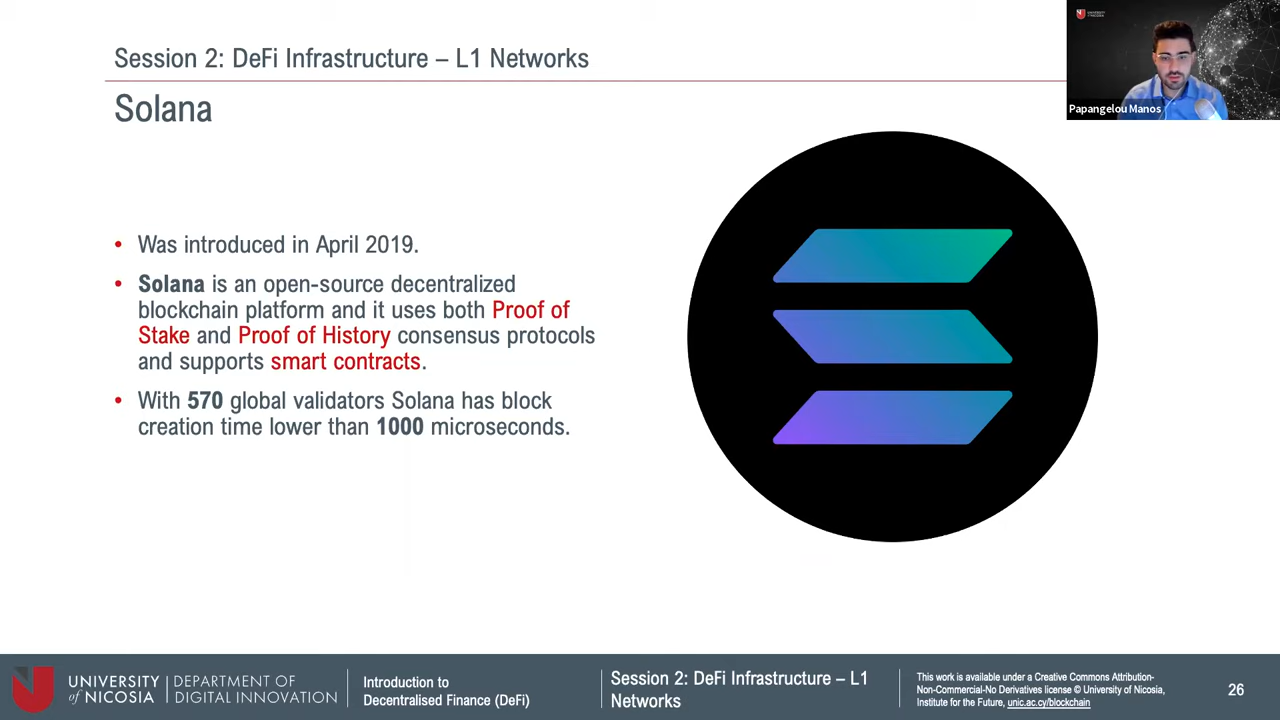 Session 2: DeFi Infrastructure – L1 Networks
Solana
UNIVERSITY
of NICOSIA
Papangelou Manos
• Was introduced in April 2019.
• Solana is an open-source decentralized
blockchain platform and it uses both Proof of
Stake and Proof of History consensus protocols
and supports smart contracts.
• With 570 global validators Solana has block
creation time lower than 1000 microseconds.
UNIVERSITY
of NICOSIA
DEPARTMENT OF
DIGITAL INNOVATION
Introduction to
Decentralised Finance (DeFi)
Session 2: DeFi Infrastructure – L1
Networks
This work is available under a Creative Commons Attribution-
Non-Commercial-No Derivatives license © University of Nicosia,
Institute for the Future, unic.ac.cy/blockchain
26